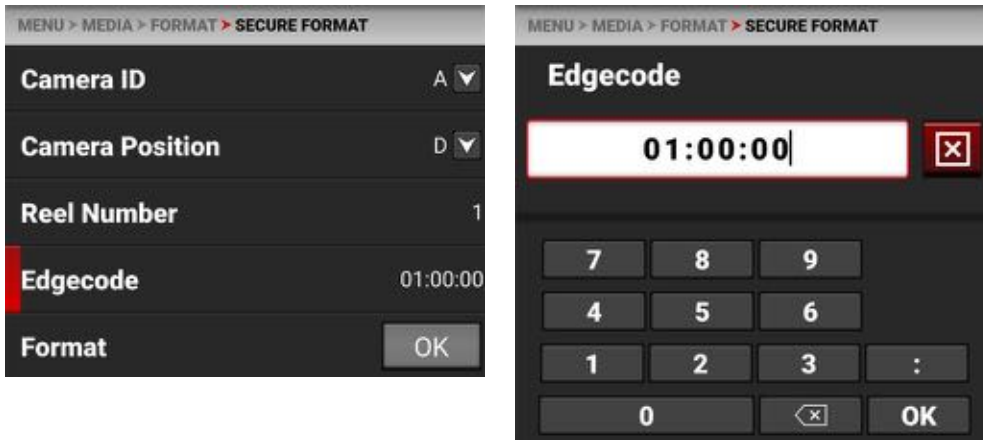 MENU > MEDIA > FORMAT > SECURE FORMAT
Camera ID A
Camera Position D
Reel Number 1
Edgecode 01:00:00
Format OK
MENU > MEDIA > FORMAT > SECURE FORMAT
Edgecode
01:00:00
7 8 9
4 5 6
1 2 3 :
0 OK